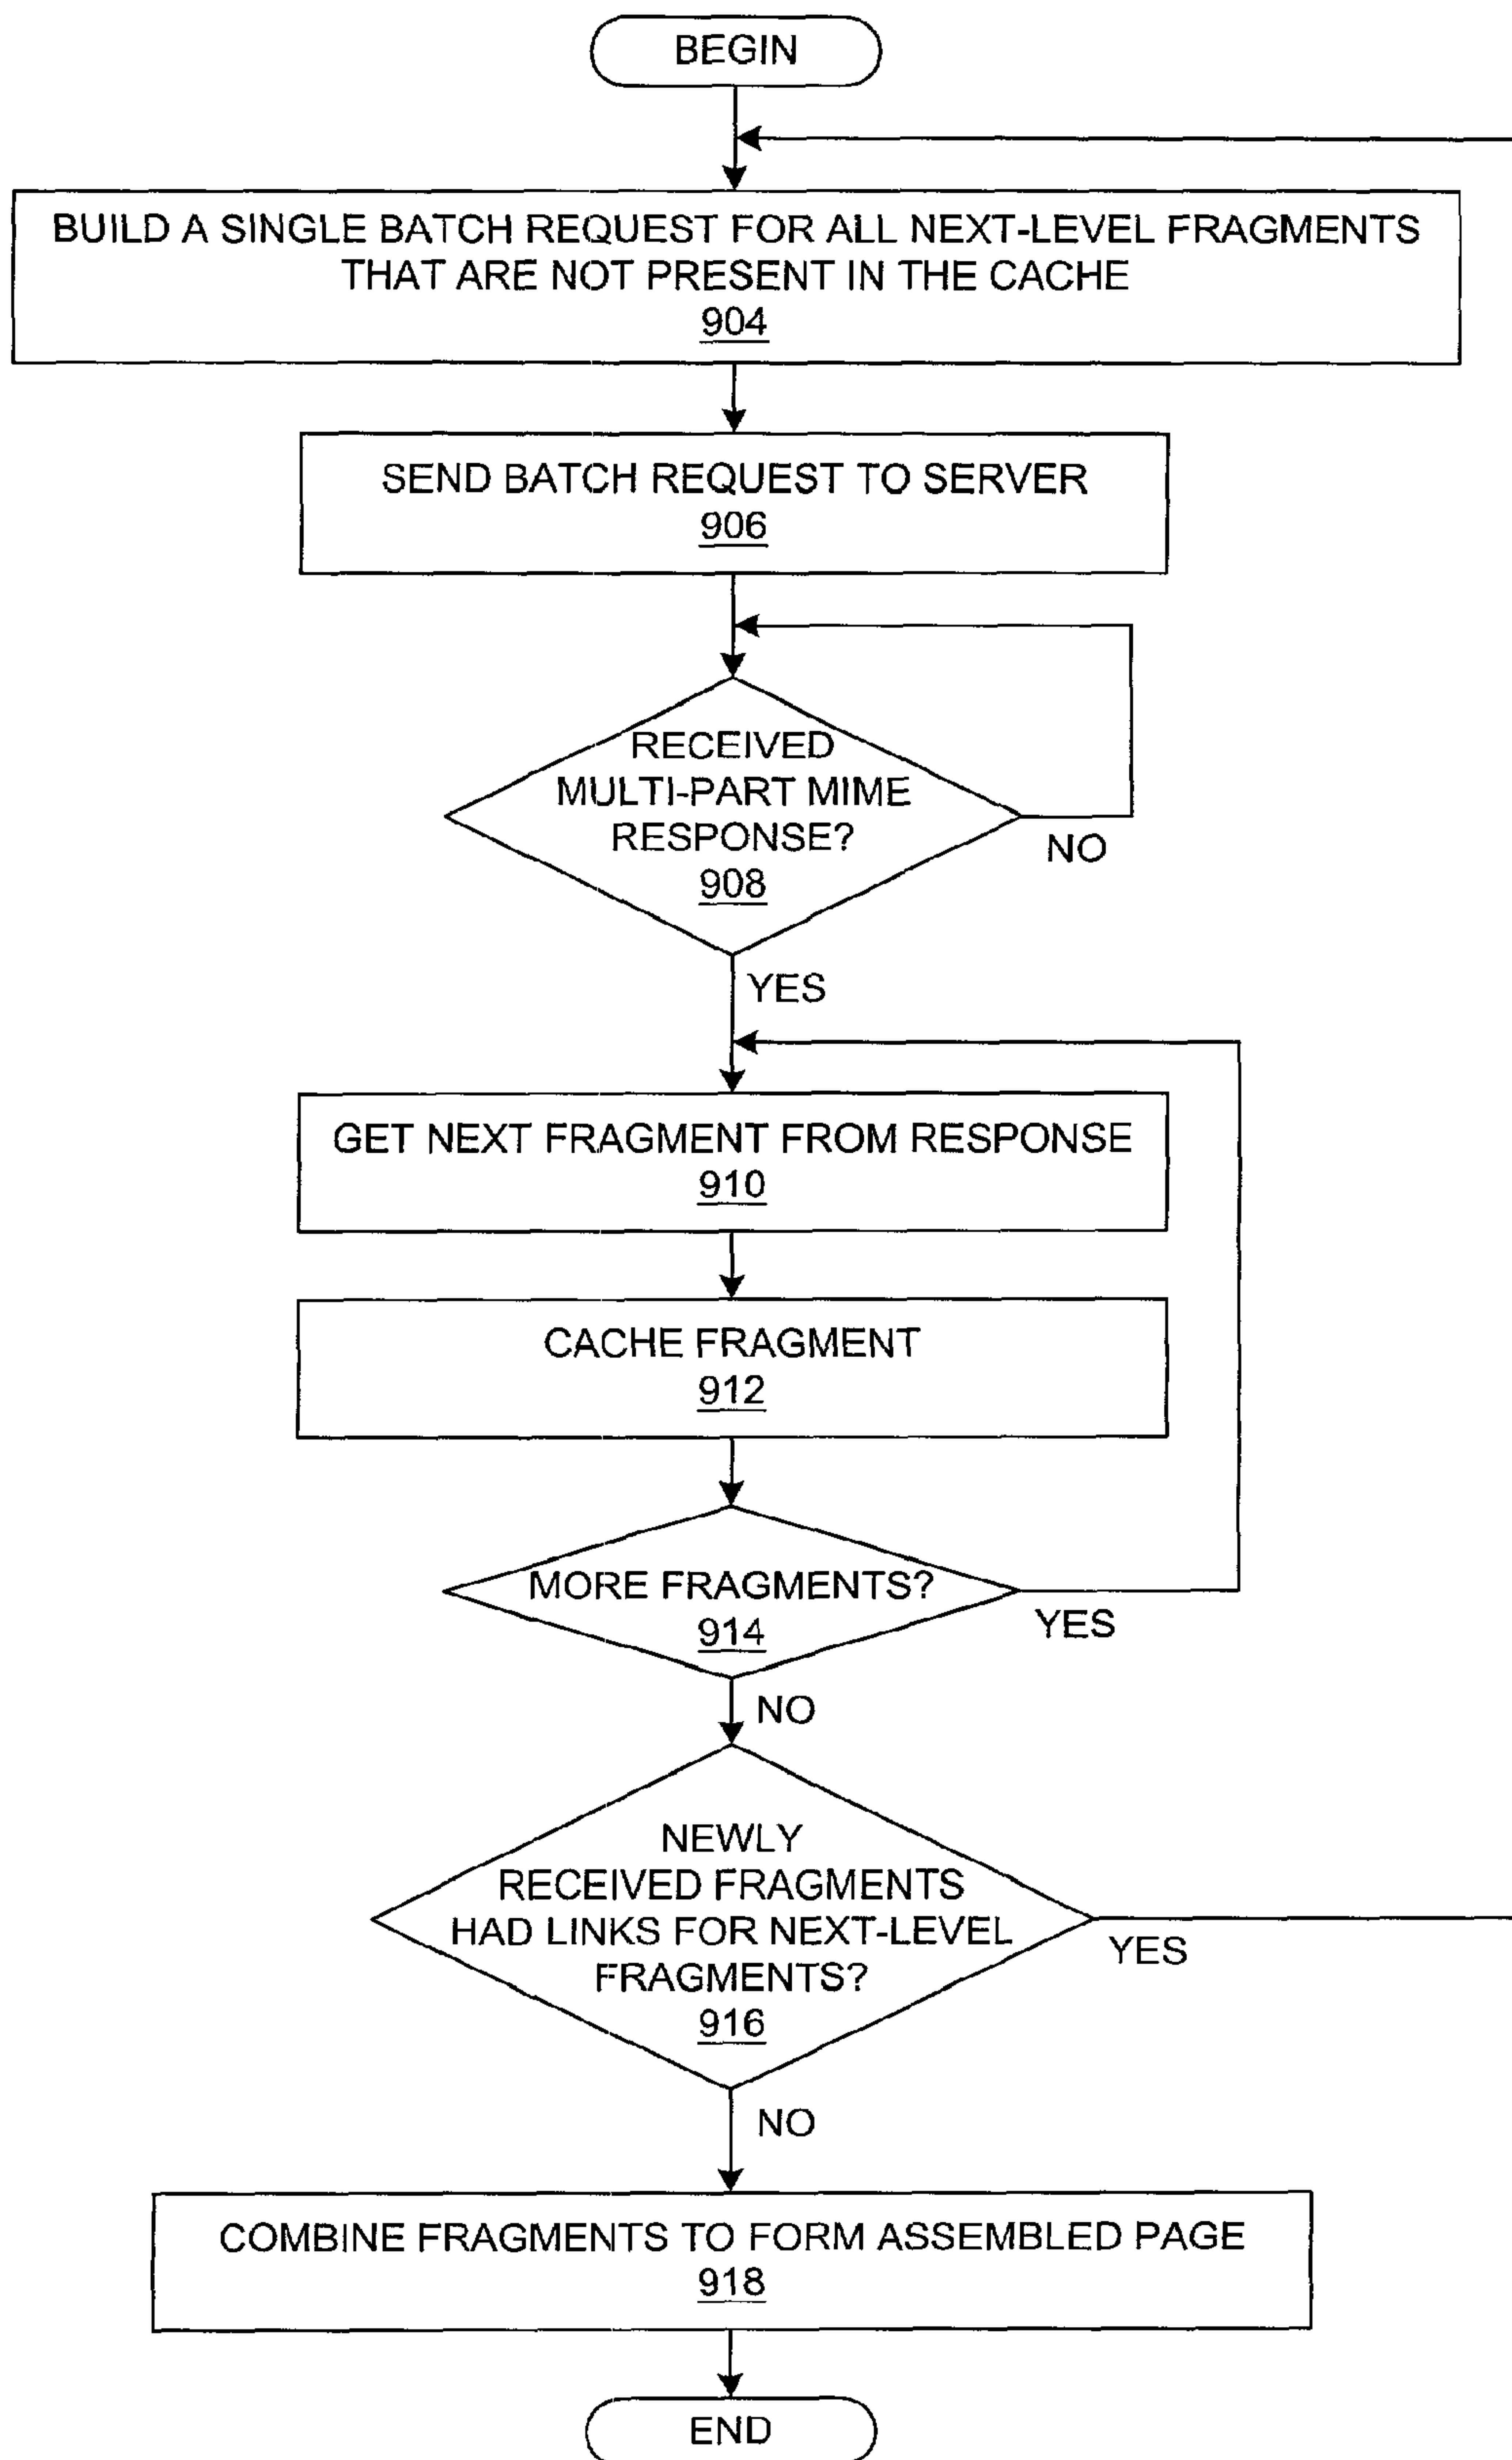 BEGIN
BUILD A SINGLE BATCH REQUEST FOR ALL NEXT-LEVEL FRAGMENTS
THAT ARE NOT PRESENT IN THE CACHE
904
SEND BATCH REQUEST TO SERVER
906
RECEIVED
MULTI-PART MIME
RESPONSE?
908
NO
YES
GET NEXT FRAGMENT FROM RESPONSE
910
CACHE FRAGMENT
912
MORE FRAGMENTS?
914
YES
NO
NEWLY
RECEIVED FRAGMENTS
HAD LINKS FOR NEXT-LEVEL
FRAGMENTS?
916
YES
NO
COMBINE FRAGMENTS TO FORM ASSEMBLED PAGE
918
END